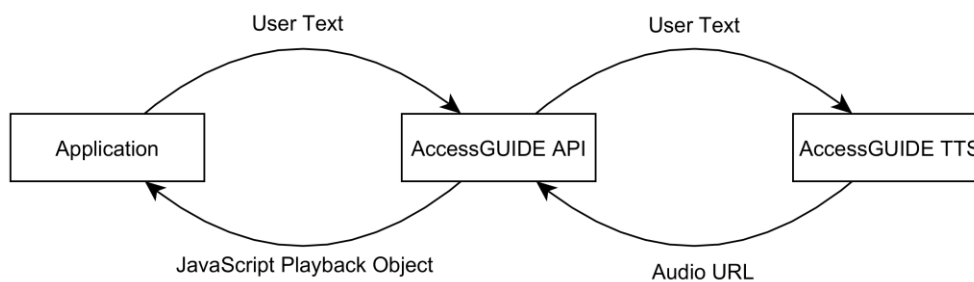 User Text
User Text
Application
AccessGUIDE API
AccessGUIDE TTS
JavaScript Playback Object
Audio URL